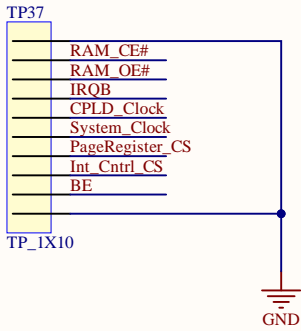 TP37
RAM_CE#
RAM_OE#
IRQB
CPLD_Clock
System_Clock
PageRegister_CS
Int_Cntrl_CS
BE
TP_1X10
GND